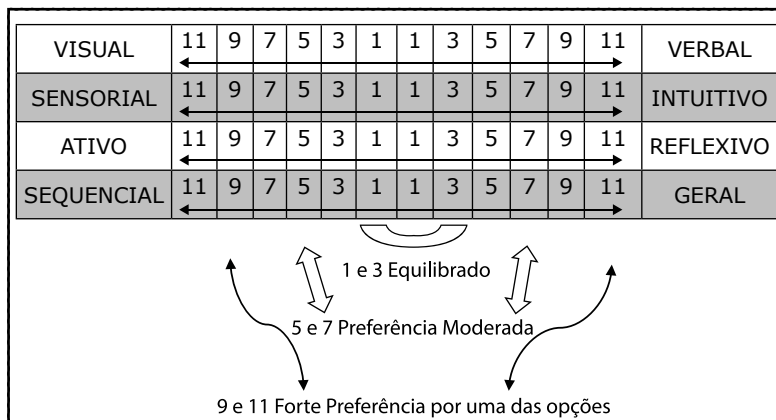 VISUAL 11 9 7 5 3 1 1 3 5 7 9 11 VERBAL
SENSORIAL 11 9 7 5 3 1 1 3 5 7 9 11 INTUITIVO
ATIVO 11 9 7 5 3 1 1 3 5 7 9 11 REFLEXIVO
SEQUENCIAL 11 9 7 5 3 1 1 3 5 7 9 11 GERAL
1 e 3 Equilibrado
5 e 7 Preferência Moderada
9 e 11 Forte Preferência por uma das opções